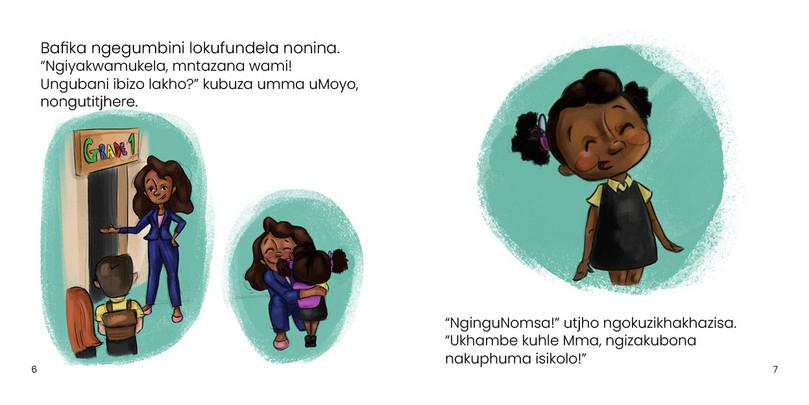 Bafika ngegumbini lokufundela nonina.
“Ngiyakwamukela, mntazana wami!
Ungubani ibizo lakho?” kubuza umma uMoyo,
nongutitjhere.
GRADE 1
6
“NginguNomsa!” utjho ngokuzikhakhazisa.
“Ukhambe kuhle Mma, ngizakubona
nakuphuma isikolo!”
7